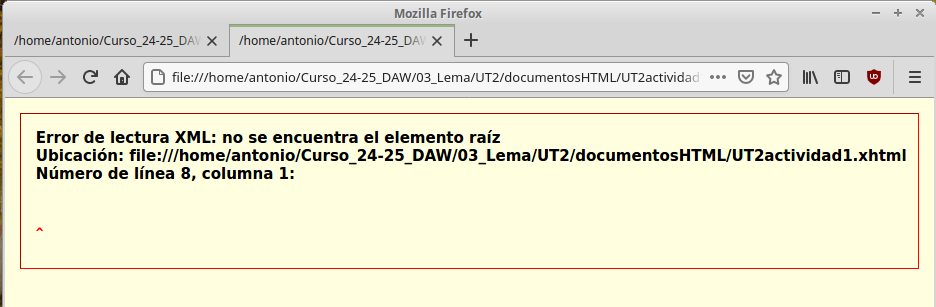 Mozilla Firefox
/home/antonio/Curso_24-25_DAW
/home/antonio/Curso_24-25_DAW
file:///home/antonio/Curso_24-25_DAW/03_Lema/UT2/documentosHTML/UT2actividad
Error de lectura XML: no se encuentra el elemento raíz
Ubicación: file:///home/antonio/Curso_24-25_DAW/03_Lema/UT2/documentosHTML/UT2actividad1.xhtml
Número de línea 8, columna 1:
^